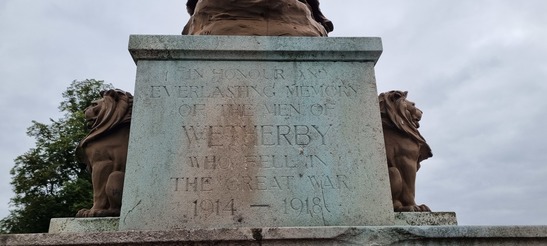 IN HONOUR AND
EVERLASTING MEMORY
OF THE MEN OF
WETHERBY
WHO FELL IN
THE GREAT WAR
1914 — 1918